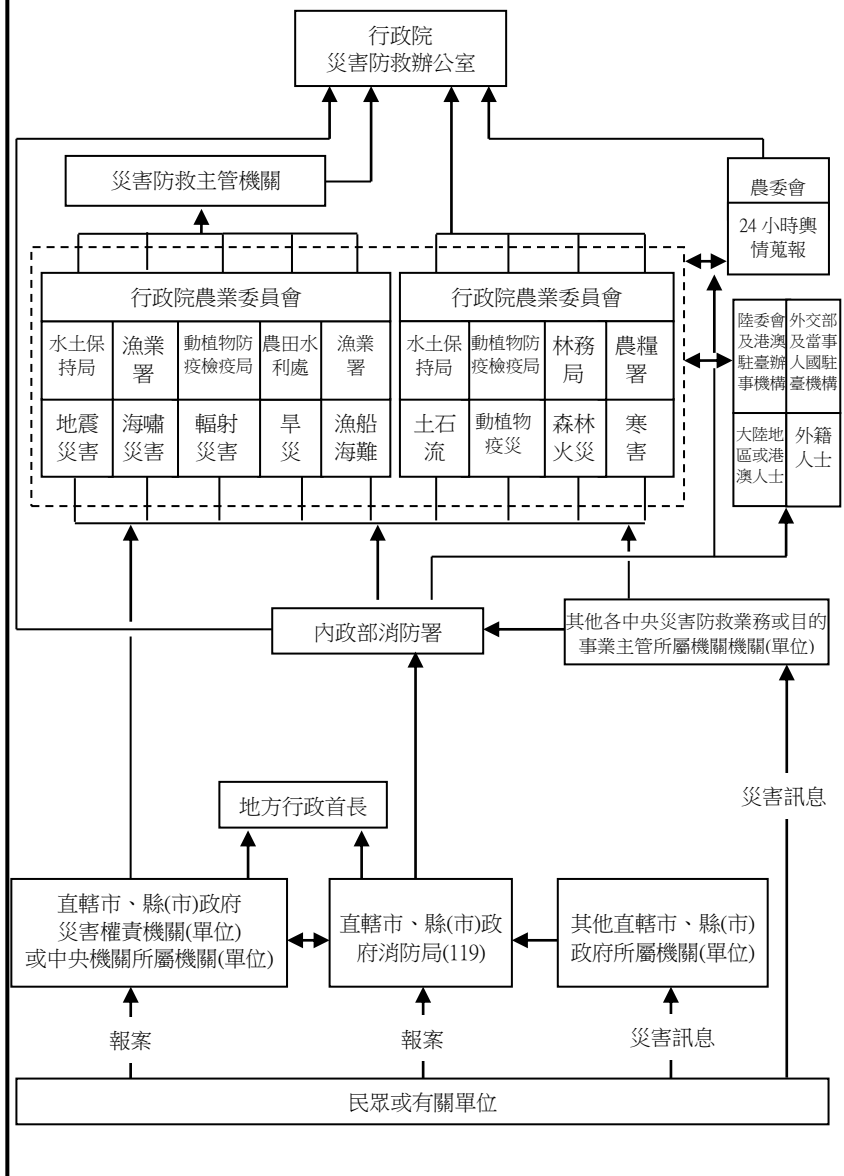 行政院
災害防救辦公室
災害防救主管機關
農委會
24 小時輿
情蒐報
行政院農業委員會
水土保
持局
漁業
署
動植物防
疫檢疫局
農田水
利處
漁業
署
地震
災害
海嘯
災害
輻射
災害
旱
災
漁船
海難
行政院農業委員會
水土保
持局
動植物防
疫檢疫局
林務
局
農糧
署
土石
流
動植物
疫災
森林
火災
寒
害
陸委會
及港澳
駐臺辦
事機構
外交部
及當事
人國駐
臺機構
大陸地
區或港
澳人士
外籍
人士
內政部消防署
其他各中央災害防救業務或目的
事業主管所屬機關機關(單位)
災害訊息
地方行政首長
直轄市、縣(市)政府
災害權責機關(單位)
或中央機關所屬機關(單位)
直轄市、縣(市)政
府消防局(119)
其他直轄市、縣(市)
政府所屬機關(單位)
報案
報案
災害訊息
民眾或有關單位